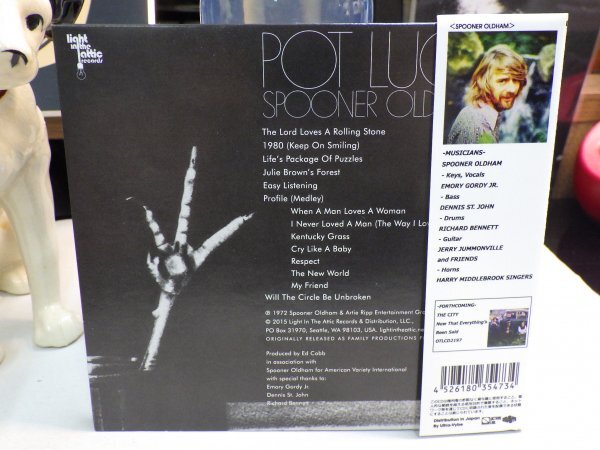 light
in the
attic
records
POT LUC
SPOONER OLD
The Lord Loves A Rolling Stone
1980 (Keep On Smiling)
Life's Package Of Puzzles
Julie Brown's Forest
Easy Listening
Profile (Medley)
When A Man Loves A Woman
I Never Loved A Man (The Way I Lov
Kentucky Grass
Cry Like A Baby
Respect
The New World
My Friend
Will The Circle Be Unbroken
℗ 1972 Spooner Oldham & Artie Ripp Entertainment Gro
© 2015 Light In The Attic Records & Distribution, LLC.,
PO Box 31970, Seattle, WA 98103, USA. lightintheattic.n
ORIGINALLY RELEASED AS FAMILY PRODUCTIONS F
Produced by Ed Cobb
in association with
Spooner Oldham for American Variety International
with special thanks to:
Emory Gordy Jr.
Dennis St. John
Richard Bennett
<SPOONER OLDHAM>
-MUSICIANS-
SPOONER OLDHAM
- Keys, Vocals
EMORY GORDY JR.
- Bass
DENNIS ST. JOHN
- Drums
RICHARD BENNETT
- Guitar
JERRY JUMMONVILLE
and FRIENDS
- Horns
HARRY MIDDLEBROOK SINGERS
-FORTHCOMING-
THE CITY
Now That Everything's
Been Said
OTLCD2197
4 526180 354734
Distribution in Japan
By Ultra-Vybe